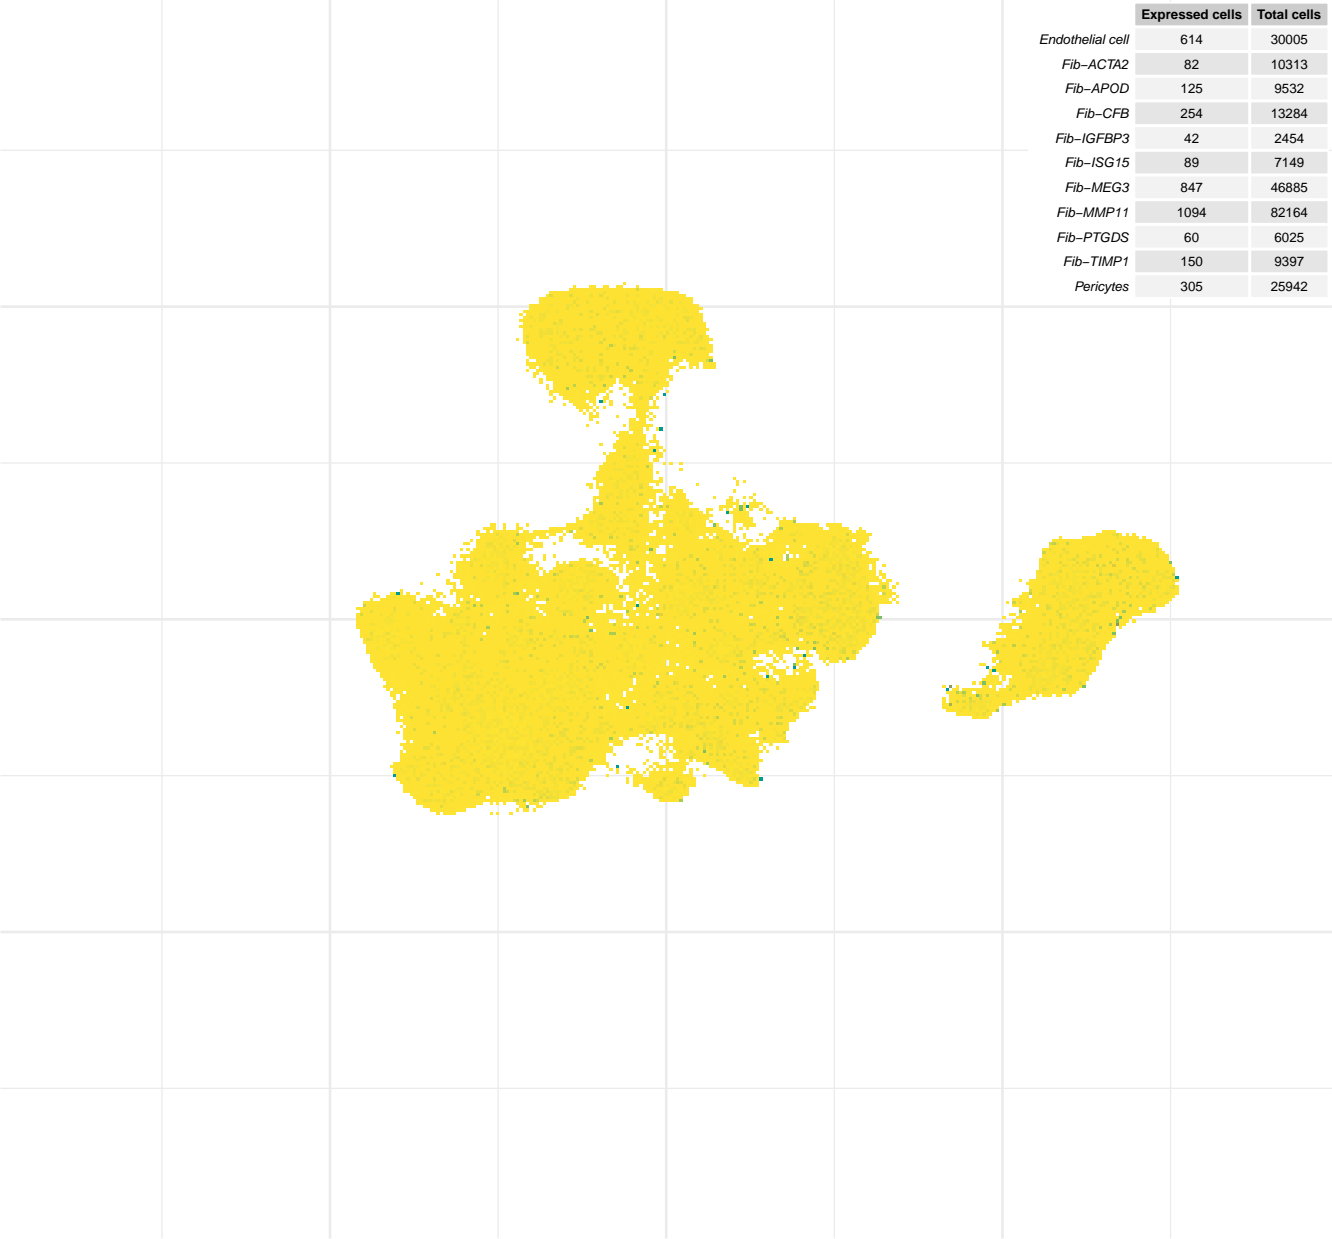 Expressed cells Total cells
Endothelial cell 614 30005
Fib−ACTA2 82 10313
Fib−APOD 125 9532
Fib−CFB 254 13284
Fib−IGFBP3 42 2454
Fib−ISG15 89 7149
Fib−MEG3 847 46885
Fib−MMP11 1094 82164
Fib−PTGDS 60 6025
Fib−TIMP1 150 9397
Pericytes 305 25942